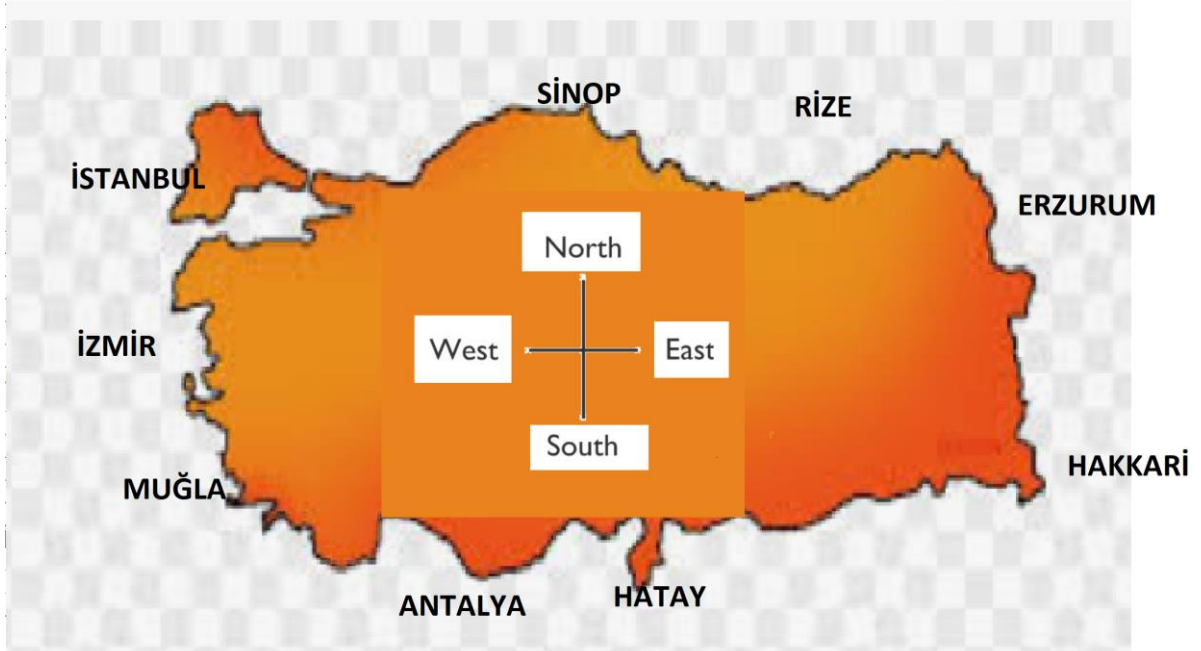 SİNOP
RİZE
İSTANBUL
ERZURUM
North
İZMİR
West
East
South
MUĞLA
HAKKARİ
ANTALYA
HATAY